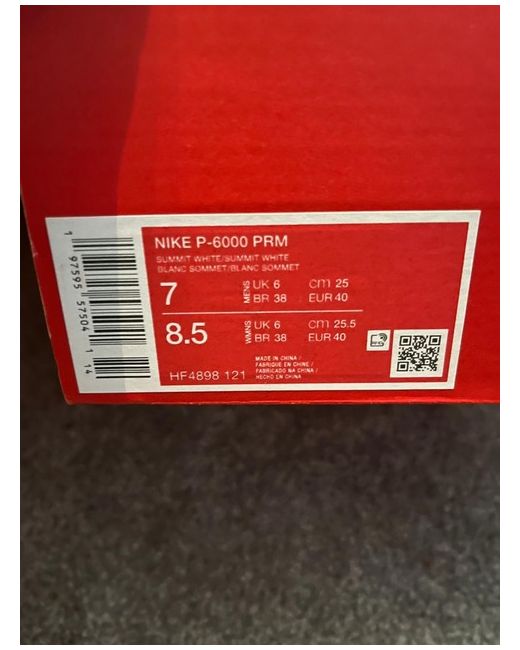 NIKE P-6000 PRM
SUMMIT WHITE/SUMMIT WHITE
BLANC SOMMET/BLANC SOMMET
7 MENS UK 6 cm 25
BR 38 EUR 40
8.5 WMNS UK 6 cm 25.5
BR 38 EUR 40
HF4898 121
MADE IN CHINA /
FABRIQUE EN CHINE /
FABRICADO NA CHINA /
HECHO EN CHINA
1 97595 57504 1 14